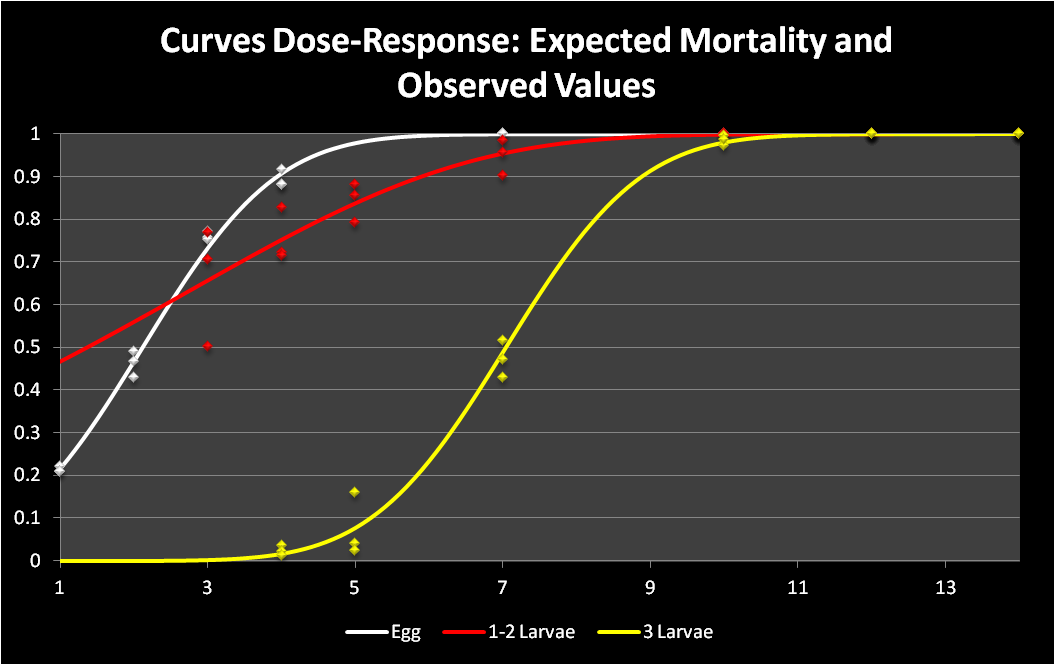 Curves Dose-Response: Expected Mortality and
Observed Values
1
0.9
0.8
0.7
0.6
0.5
0.4
0.3
0.2
0.1
0
1 3 5 7 9 11 13
Egg 1-2 Larvae 3 Larvae